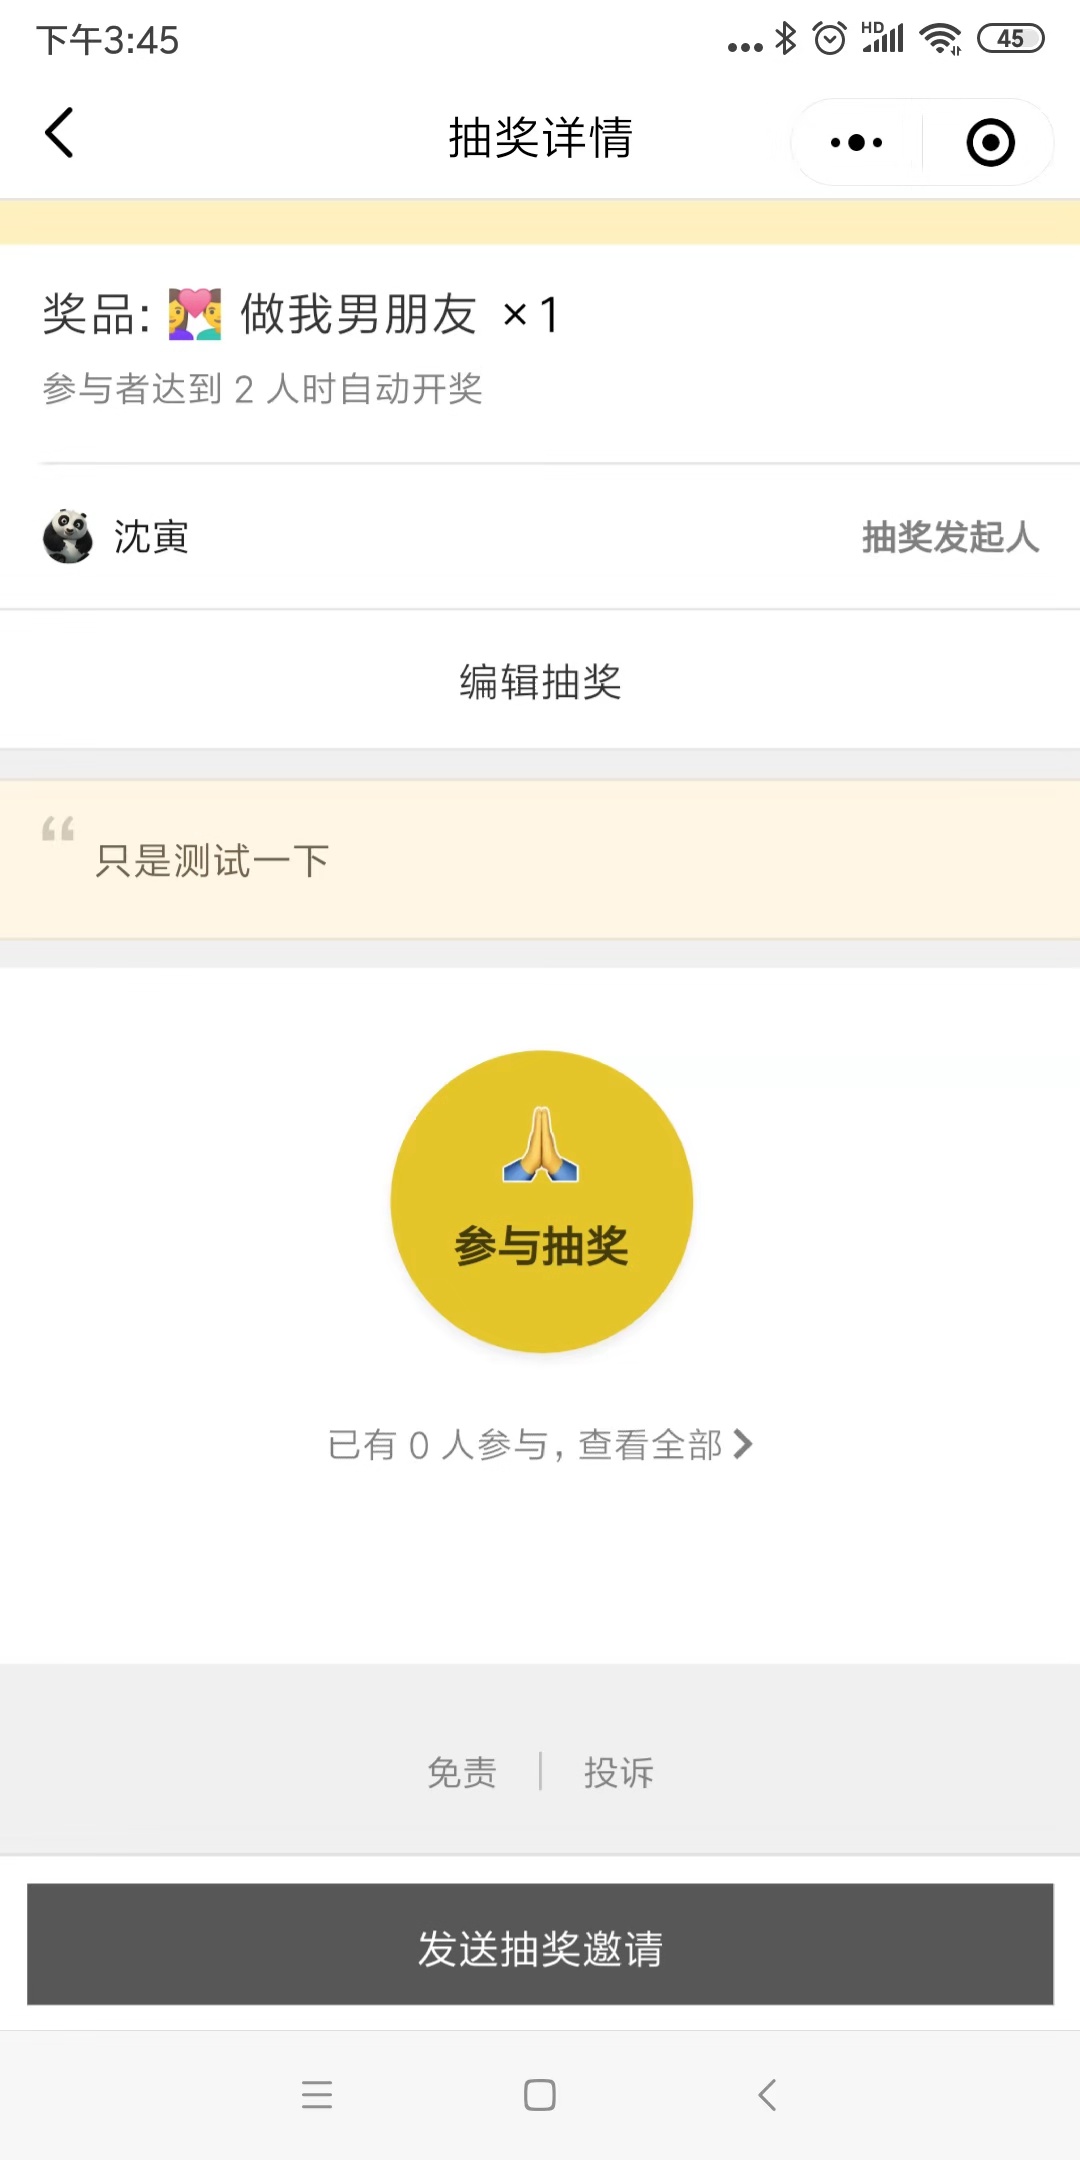 下午3:45
HD
45
抽奖详情
奖品: 👩‍❤️‍👨 做我男朋友 ×1
参与者达到 2 人时自动开奖
沈寅
抽奖发起人
编辑抽奖
“
只是测试一下
🙏
参与抽奖
已有 0 人参与, 查看全部
免责 | 投诉
发送抽奖邀请